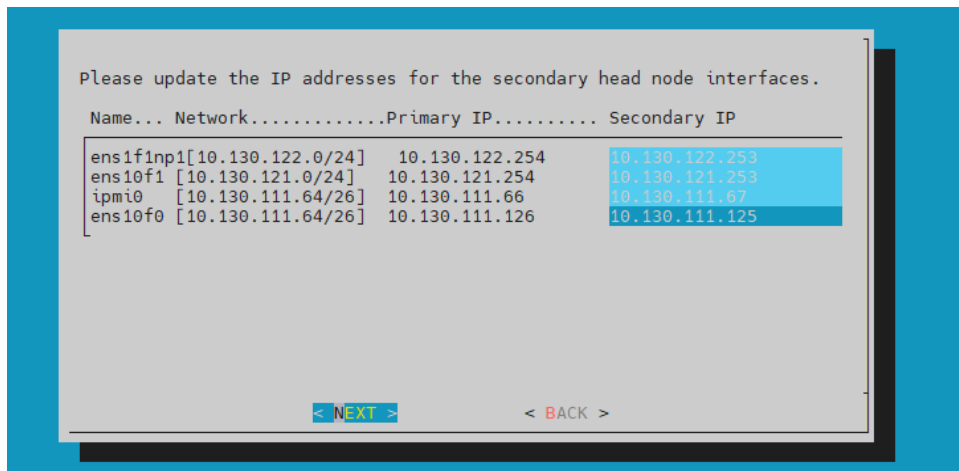 Please update the IP addresses for the secondary head node interfaces.
Name... Network.............Primary IP.......... Secondary IP
ens1f1np1[10.130.122.0/24] 10.130.122.254 10.130.122.253
ens10f1 [10.130.121.0/24] 10.130.121.254 10.130.121.253
ipmi0 [10.130.111.64/26] 10.130.111.66 10.130.111.67
ens10f0 [10.130.111.64/26] 10.130.111.126 10.130.111.125
< NEXT > < BACK >